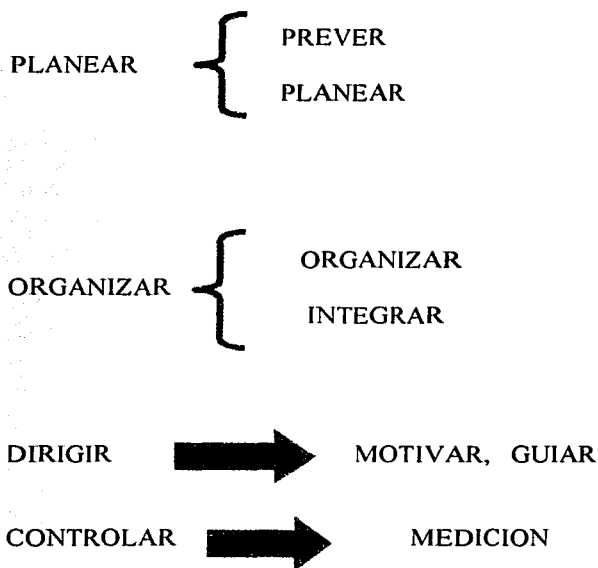 PREVER
PLANEAR
PLANEAR
ORGANIZAR
ORGANIZAR
INTEGRAR
DIRIGIR MOTIVAR, GUIAR
CONTROLAR MEDICION